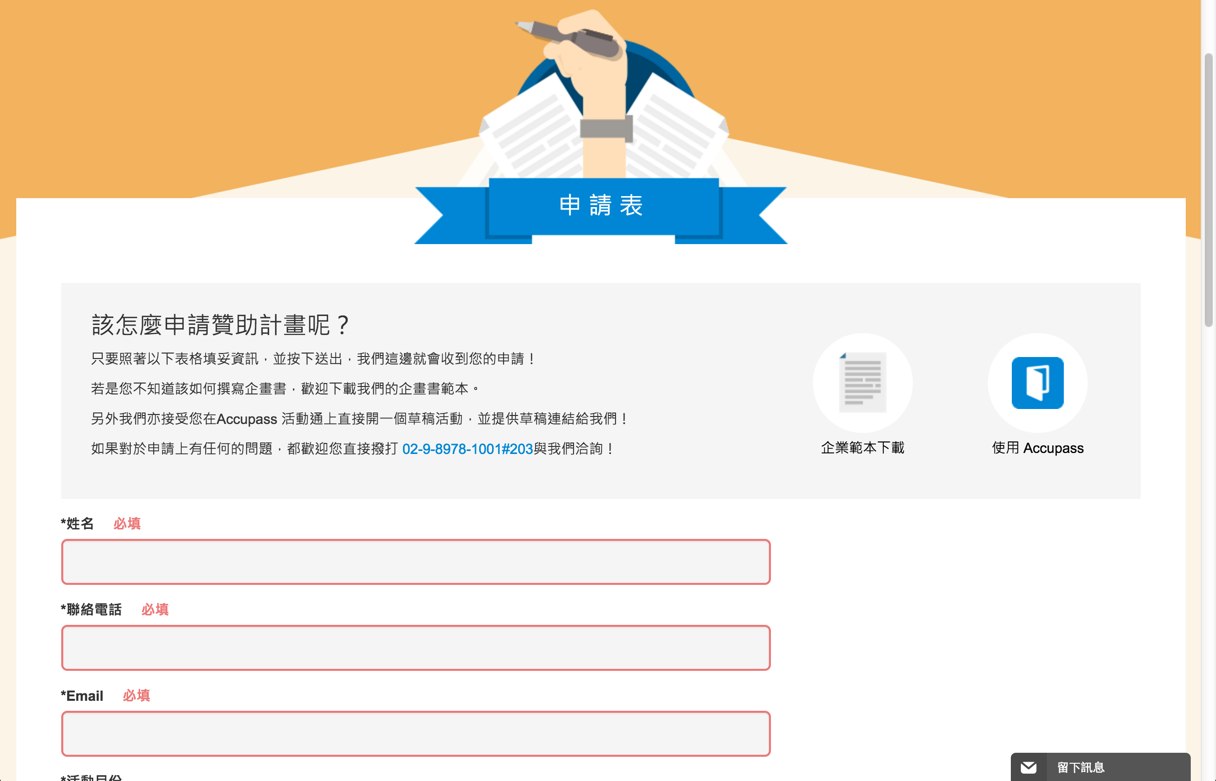 申請表
該怎麼申請贊助計畫呢？
只要照著以下表格填妥資訊，並按下送出，我們這邊就會收到您的申請！
若是您不知道該如何撰寫企畫書，歡迎下載我們的企畫書範本。
另外我們亦接受您在Accupass 活動通上直接開一個草稿活動，並提供草稿連結給我們！
如果對於申請上有任何的問題，都歡迎您直接撥打 02-9-8978-1001#203與我們洽詢！
企業範本下載
使用 Accupass
*姓名 必填
*聯絡電話 必填
*Email 必填
*活動月份
留下訊息